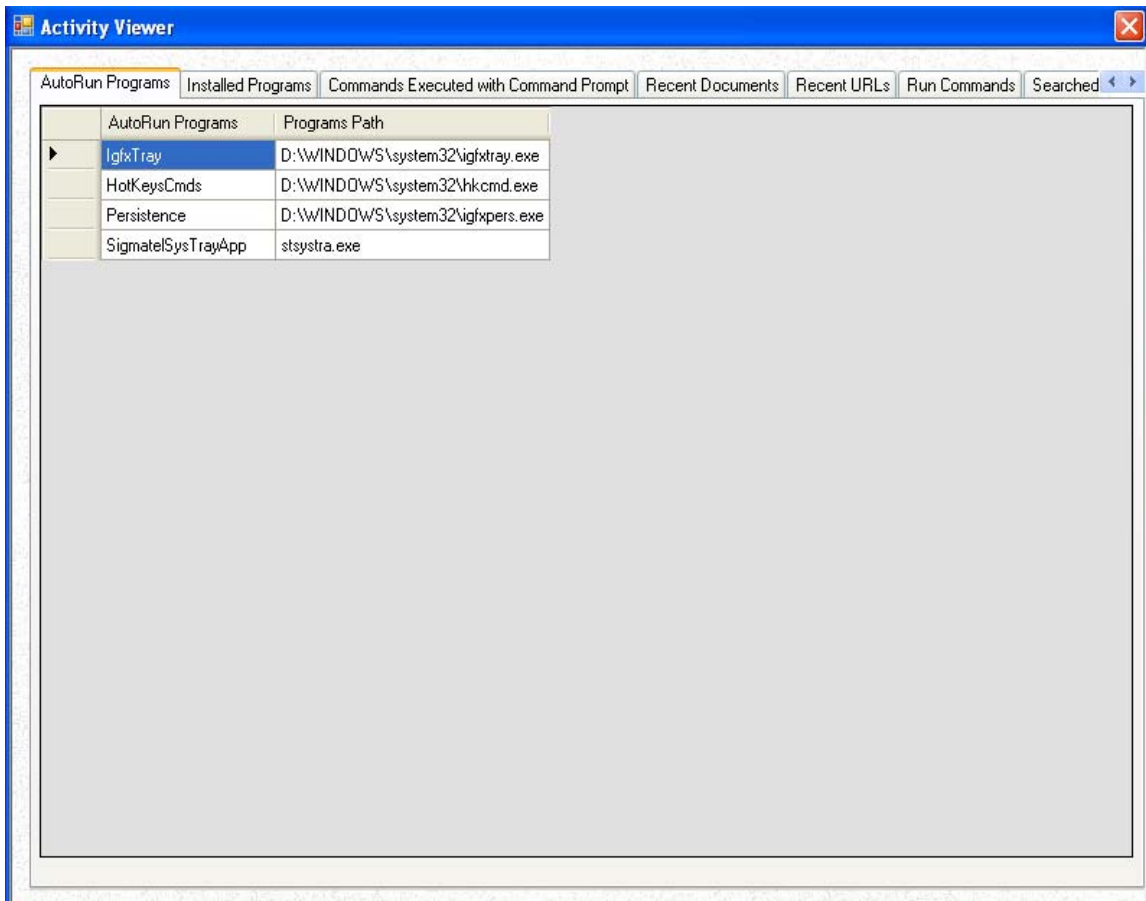 Activity Viewer
AutoRun Programs Installed Programs Commands Executed with Command Prompt Recent Documents Recent URLs Run Commands Searched
AutoRun Programs Programs Path
IgfxTray D:\WINDOWS\system32\igfxtray.exe
HotKeysCmds D:\WINDOWS\system32\hkcmd.exe
Persistence D:\WINDOWS\system32\igfxpers.exe
SigmatelSysTrayApp stsystra.exe